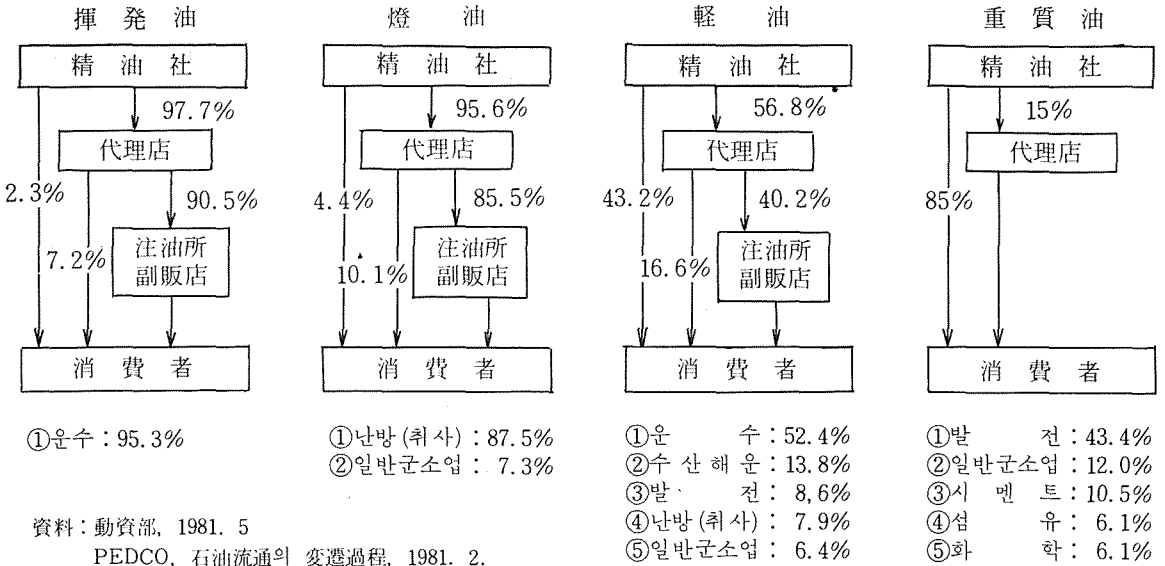 揮発油
精油社
97.7%
代理店
2.3%
90.5%
7.2%
注油所
副販店
消費者
①운수:95.3%
燈油
精油社
95.6%
代理店
4.4%
85.5%
10.1%
注油所
副販店
消費者
①난방(취사):87.5%
②일반군소업: 7.3%
軽油
精油社
56.8%
代理店
43.2%
40.2%
16.6%
注油所
副販店
消費者
①운 수:52.4%
②수산해운:13.8%
③발 전: 8,6%
④난방(취사): 7.9%
⑤일반군소업: 6.4%
重質油
精油社
15%
代理店
85%
消費者
①발 전:43.4%
②일반군소업:12.0%
③시 멘 트:10.5%
④섬 유: 6.1%
⑤화 학: 6.1%
資料:動資部, 1981. 5
PEDCO, 石油流通의 変遷過程, 1981. 2.